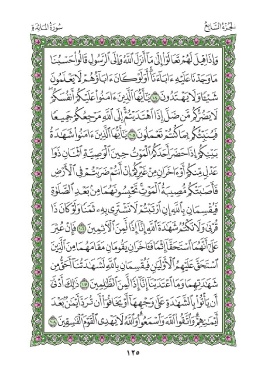 الجزء السابع سورة المائدة
وَإِذَا قِيلَ لَهُمْ تَعَالَوْا۟ إِلَىٰ مَآ أَنزَلَ ٱللَّهُ وَإِلَى ٱلرَّسُولِ قَالُوا۟ حَسْبُنَا
مَا وَجَدْنَا عَلَيْهِ ءَابَآءَنَآ أَوَلَوْ كَانَ ءَابَآؤُهُمْ لَا يَعْلَمُونَ
شَيْـًٔا وَلَا يَهْتَدُونَ ١٠٤ يَـٰٓأَيُّهَا ٱلَّذِينَ ءَامَنُوا۟ عَلَيْكُمْ أَنفُسَكُمْ
لَا يَضُرُّكُم مَّن ضَلَّ إِذَا ٱهْتَدَيْتُمْ إِلَى ٱللَّهِ مَرْجِعُكُمْ جَمِيعًا
فَيُنَبِّئُكُم بِمَا كُنتُمْ تَعْمَلُونَ ١٠٥ يَـٰٓأَيُّهَا ٱلَّذِينَ ءَامَنُوا۟ شَهَـٰدَةُ
بَيْنِكُمْ إِذَا حَضَرَ أَحَدَكُمُ ٱلْمَوْتُ حِينَ ٱلْوَصِيَّةِ ٱثْنَانِ ذَوَا
عَدْلٍ مِّنكُمْ أَوْ ءَاخَرَانِ مِنْ غَيْرِكُمْ إِنْ أَنتُمْ ضَرَبْتُمْ فِى ٱلْأَرْضِ
فَأَصَـٰبَتْكُم مُّصِيبَةُ ٱلْمَوْتِ تَحْبِسُونَهُمَا مِنۢ بَعْدِ ٱلصَّلَوٰةِ
فَيُقْسِمَانِ بِٱللَّهِ إِنِ ٱرْتَبْتُمْ لَا نَشْتَرِى بِهِۦ ثَمَنًا وَلَوْ كَانَ ذَا
قُرْبَىٰ وَلَا نَكْتُمُ شَهَـٰدَةَ ٱللَّهِ إِنَّآ إِذًا لَّمِنَ ٱلْـَٔاثِمِينَ ١٠٦ فَإِنْ عُثِرَ
عَلَىٰٓ أَنَّهُمَا ٱسْتَحَقَّآ إِثْمًا فَـَٔاخَرَانِ يَقُومَانِ مَقَامَهُمَا مِنَ ٱلَّذِينَ
ٱسْتَحَقَّ عَلَيْهِمُ ٱلْأَوْلَيَـٰنِ فَيُقْسِمَانِ بِٱللَّهِ لَشَهَـٰدَتُنَآ أَحَقُّ مِن
شَهَـٰدَتِهِمَا وَمَا ٱعْتَدَيْنَآ إِنَّآ إِذًا لَّمِنَ ٱلظَّـٰلِمِينَ ١٠٧ ذَٰلِكَ أَدْنَىٰٓ
أَن يَأْتُوا۟ بِٱلشَّهَـٰدَةِ عَلَىٰ وَجْهِهَآ أَوْ يَخَافُوٓا۟ أَن تُرَدَّ أَيْمَـٰنٌۢ بَعْدَ
أَيْمَـٰنِهِمْ وَٱتَّقُوا۟ ٱللَّهَ وَٱسْمَعُوا۟ وَٱللَّهُ لَا يَهْدِى ٱلْقَوْمَ ٱلْفَـٰسِقِينَ ١٠٨
١٢٥